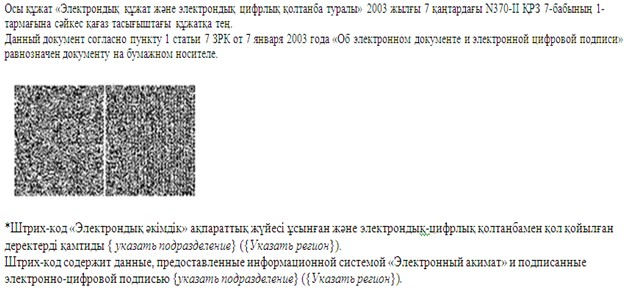 Осы құжат «Электрондық құжат және электрондық цифрлық қолтанба туралы» 2003 жылғы 7 қаңтардағы N370-II ҚРЗ 7-бабының 1-
тармағына сәйкес қағаз тасығыштағы құжатқа тең.
Данный документ согласно пункту 1 статьи 7 ЗРК от 7 января 2003 года «Об электронном документе и электронной цифровой подписи»
равнозначен документу на бумажном носителе.
*Штрих-код «Электрондық әкімдік» ақпараттық жүйесі ұсынған және электрондық-цифрлық қолтанбамен қол қойылған
деректерді қамтиды { указать подразделение} ({Указать регион}).
Штрих-код содержит данные, предоставленные информационной системой «Электронный акимат» и подписанные
электронно-цифровой подписью {указать подразделение} ({Указать регион}).